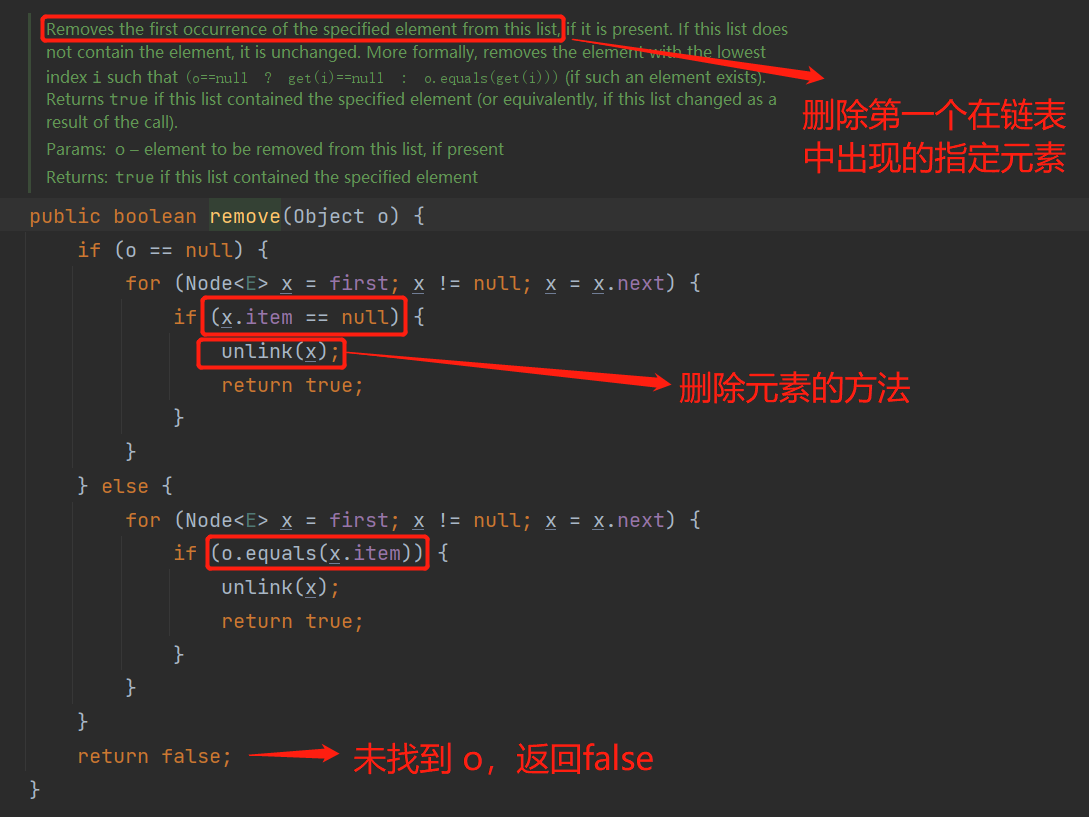 Removes the first occurrence of the specified element from this list, if it is present. If this list does
not contain the element, it is unchanged. More formally, removes the element with the lowest
index i such that (o==null ? get(i)==null : o.equals(get(i))) (if such an element exists).
Returns true if this list contained the specified element (or equivalently, if this list changed as a
result of the call).
Params: o – element to be removed from this list, if present
Returns: true if this list contained the specified element
删除第一个在链表
中出现的指定元素
public boolean remove(Object o) {
if (o == null) {
for (Node<E> x = first; x != null; x = x.next) {
if (x.item == null) {
unlink(x);
删除元素的方法
return true;
}
}
} else {
for (Node<E> x = first; x != null; x = x.next) {
if (o.equals(x.item)) {
unlink(x);
return true;
}
}
}
return false;
未找到 o，返回false
}